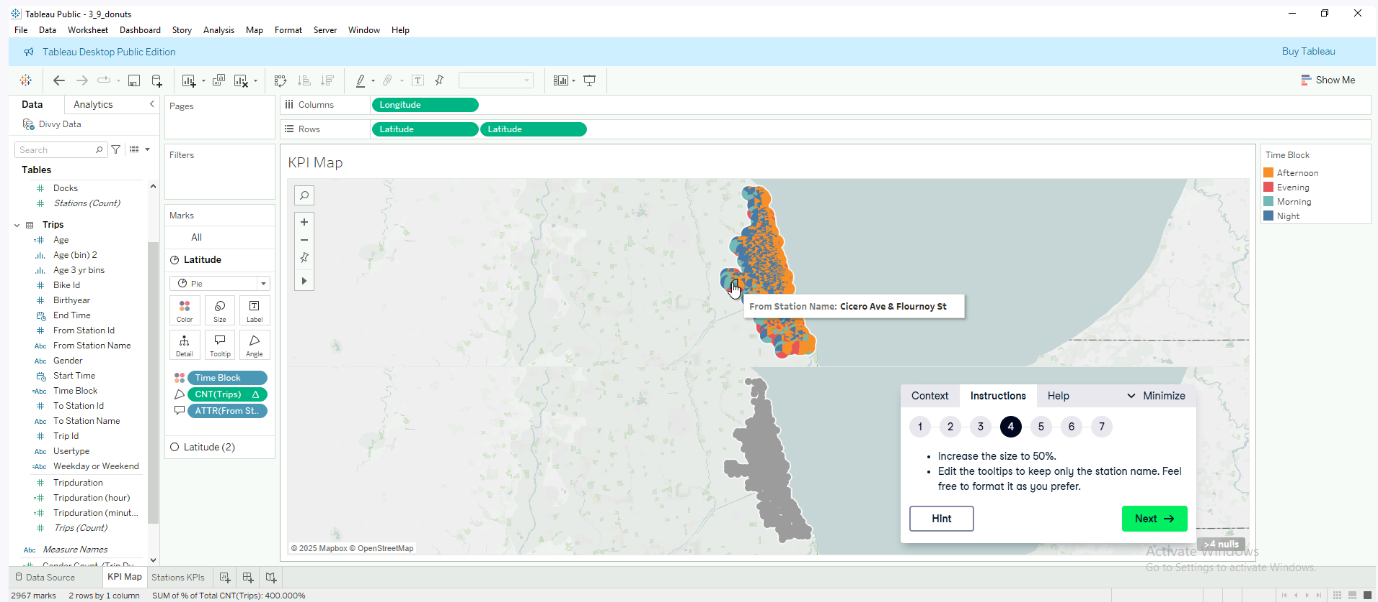 Tableau Public - 3_9_donuts
File Data Worksheet Dashboard Story Analysis Map Format Server Window Help
Tableau Desktop Public Edition
Buy Tableau
Show Me
Data Analytics
Divvy Data
Search
Tables
# Docks
# Stations (Count)
Trips
# Age
Age (bin) 2
Age 3 yr bins
# Bike Id
# Birthyear
End Time
# From Station Id
Abc From Station Name
Abc Gender
Start Time
Abc Time Block
# To Station Id
Abc To Station Name
# Trip Id
Abc Usertype
Abc Weekday or Weekend
# Tripduration
# Tripduration (hour)
# Tripduration (minut...
# Trips (Count)
Abc Measure Names
Pages
Filters
Marks
All
Latitude
Pie
Color Size Label
Detail Tooltip Angle
Time Block
CNT(Trips) Δ
ATTR(From St..
Latitude (2)
Columns Longitude
Rows Latitude Latitude
KPI Map
From Station Name: Cicero Ave & Flournoy St
© 2025 Mapbox © OpenStreetMap
Time Block
Afternoon
Evening
Morning
Night
Context Instructions Help Minimize
1 2 3 4 5 6 7
• Increase the size to 50%.
• Edit the tooltips to keep only the station name. Feel
free to format it as you prefer.
HInt
Next →
>4 nulls
Activate Windows
Go to Settings to activate Windows.
Data Source KPI Map Stations KPIs
2967 marks 2 rows by 1 column SUM of % of Total CNT(Trips): 400.000%